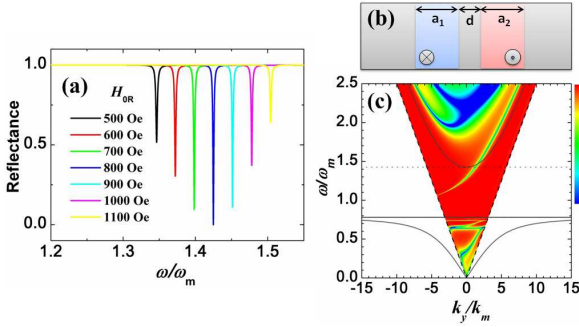 (a)
Reflectance
1.0
0.5
0.0
H0R
500 Oe
600 Oe
700 Oe
800 Oe
900 Oe
1000 Oe
1100 Oe
1.2 1.3 1.4 1.5
ω/ωm
(b)
a1 d a2
(c)
ω/ωm
2.5
2.0
1.5
1.0
0.5
0.0
-15 -10 -5 0 5 10 15
ky/km